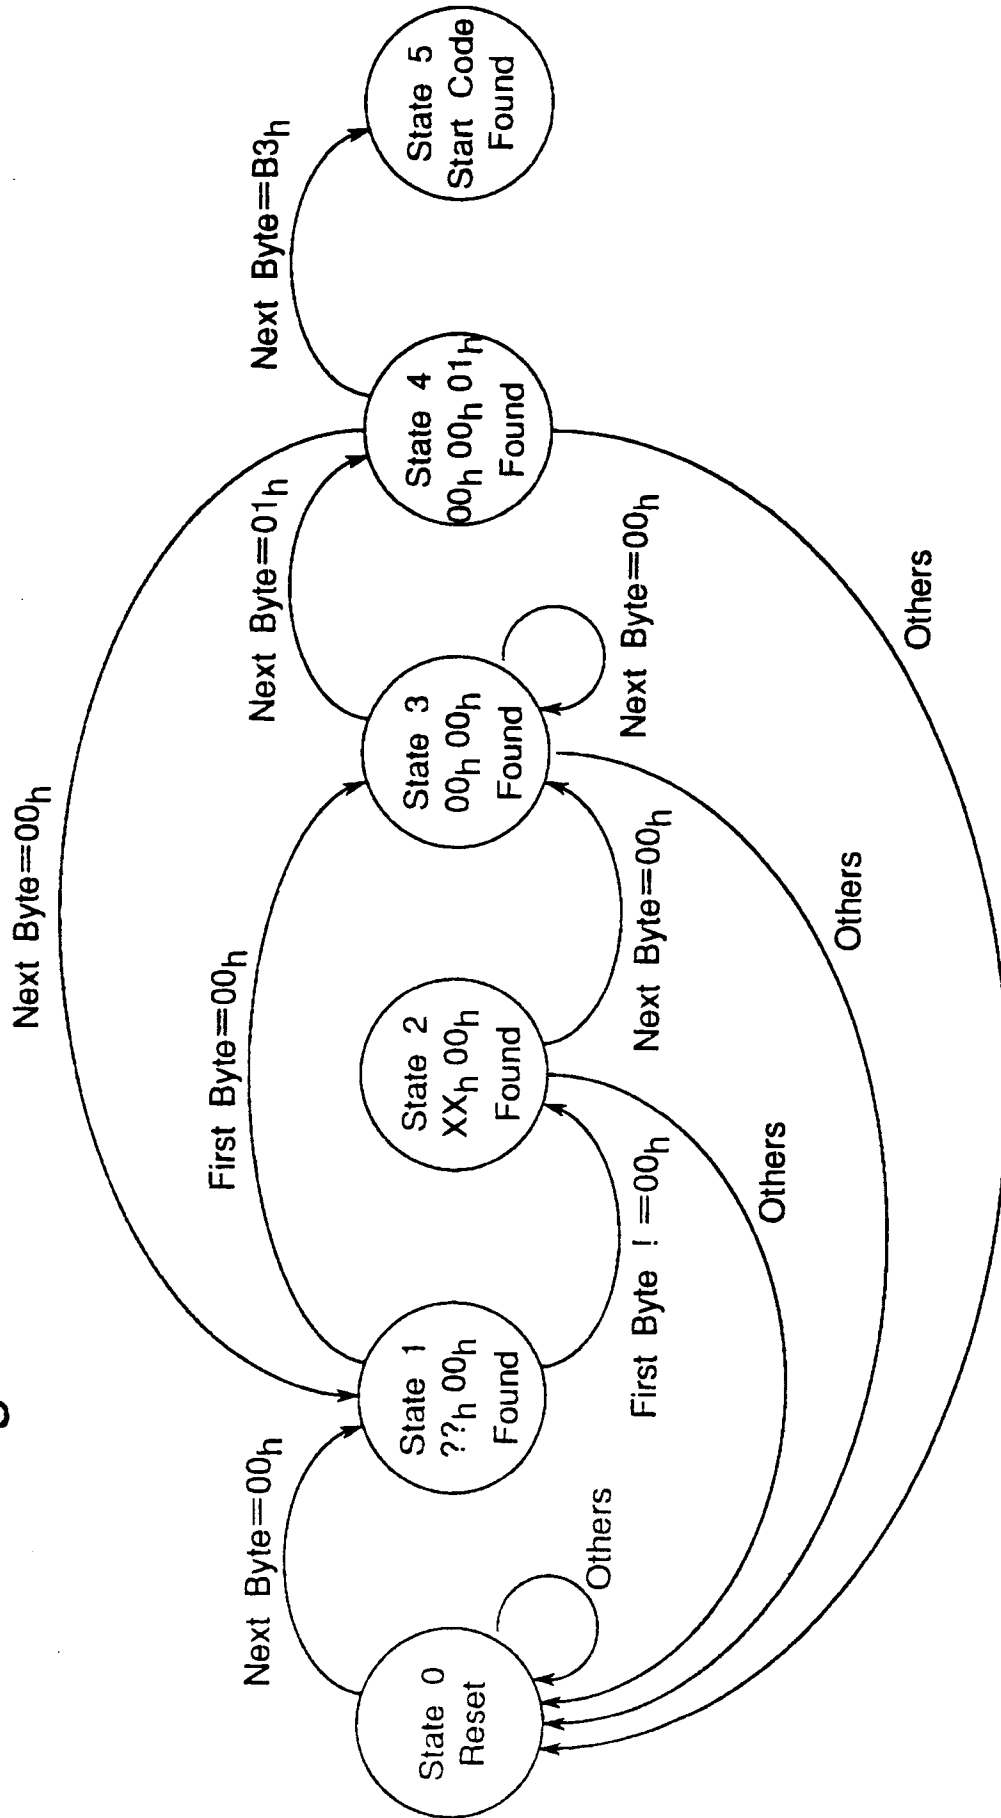 Next Byte==00h
First Byte==00h
Next Byte==00h
Next Byte==01h
Next Byte==B3h
State 0
Reset
State 1
??h 00h
Found
State 2
XXh 00h
Found
State 3
00h 00h
Found
State 4
00h 00h 01h
Found
State 5
Start Code
Found
Others
First Byte ! ==00h
Next Byte==00h
Next Byte==00h
Others
Others
Others